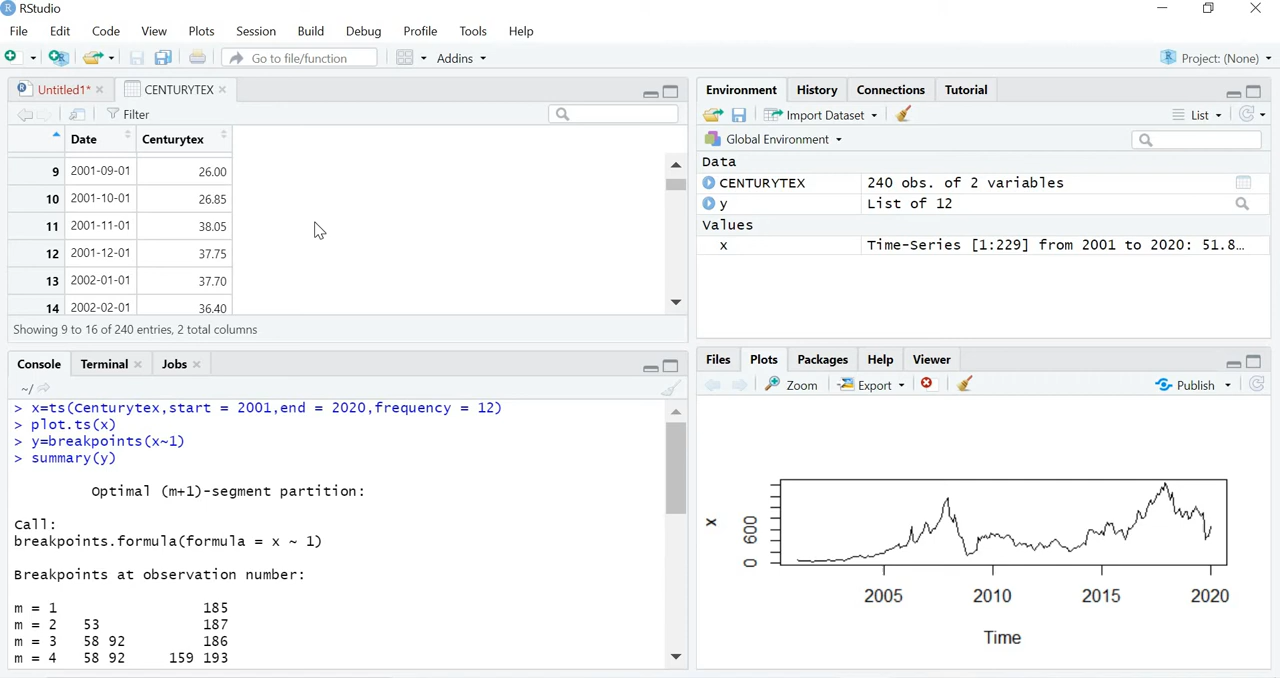 RStudio
File Edit Code View Plots Session Build Debug Profile Tools Help
Go to file/function Addins Project: (None)
Untitled1* CENTURYTEX
Filter
Date Centurytex
9 2001-09-01 26.00
10 2001-10-01 26.85
11 2001-11-01 38.05
12 2001-12-01 37.75
13 2002-01-01 37.70
14 2002-02-01 36.40
Showing 9 to 16 of 240 entries, 2 total columns
Console Terminal Jobs
~/
> x=ts(Centurytex,start = 2001,end = 2020,frequency = 12)
> plot.ts(x)
> y=breakpoints(x~1)
> summary(y)
Optimal (m+1)-segment partition:
Call:
breakpoints.formula(formula = x ~ 1)
Breakpoints at observation number:
m = 1 185
m = 2 53 187
m = 3 58 92 186
m = 4 58 92 159 193
Environment History Connections Tutorial
Import Dataset List
Global Environment
Data
CENTURYTEX 240 obs. of 2 variables
y List of 12
Values
x Time-Series [1:229] from 2001 to 2020: 51.8…
Files Plots Packages Help Viewer
Zoom Export Publish
x
0 600
2005 2010 2015 2020
Time